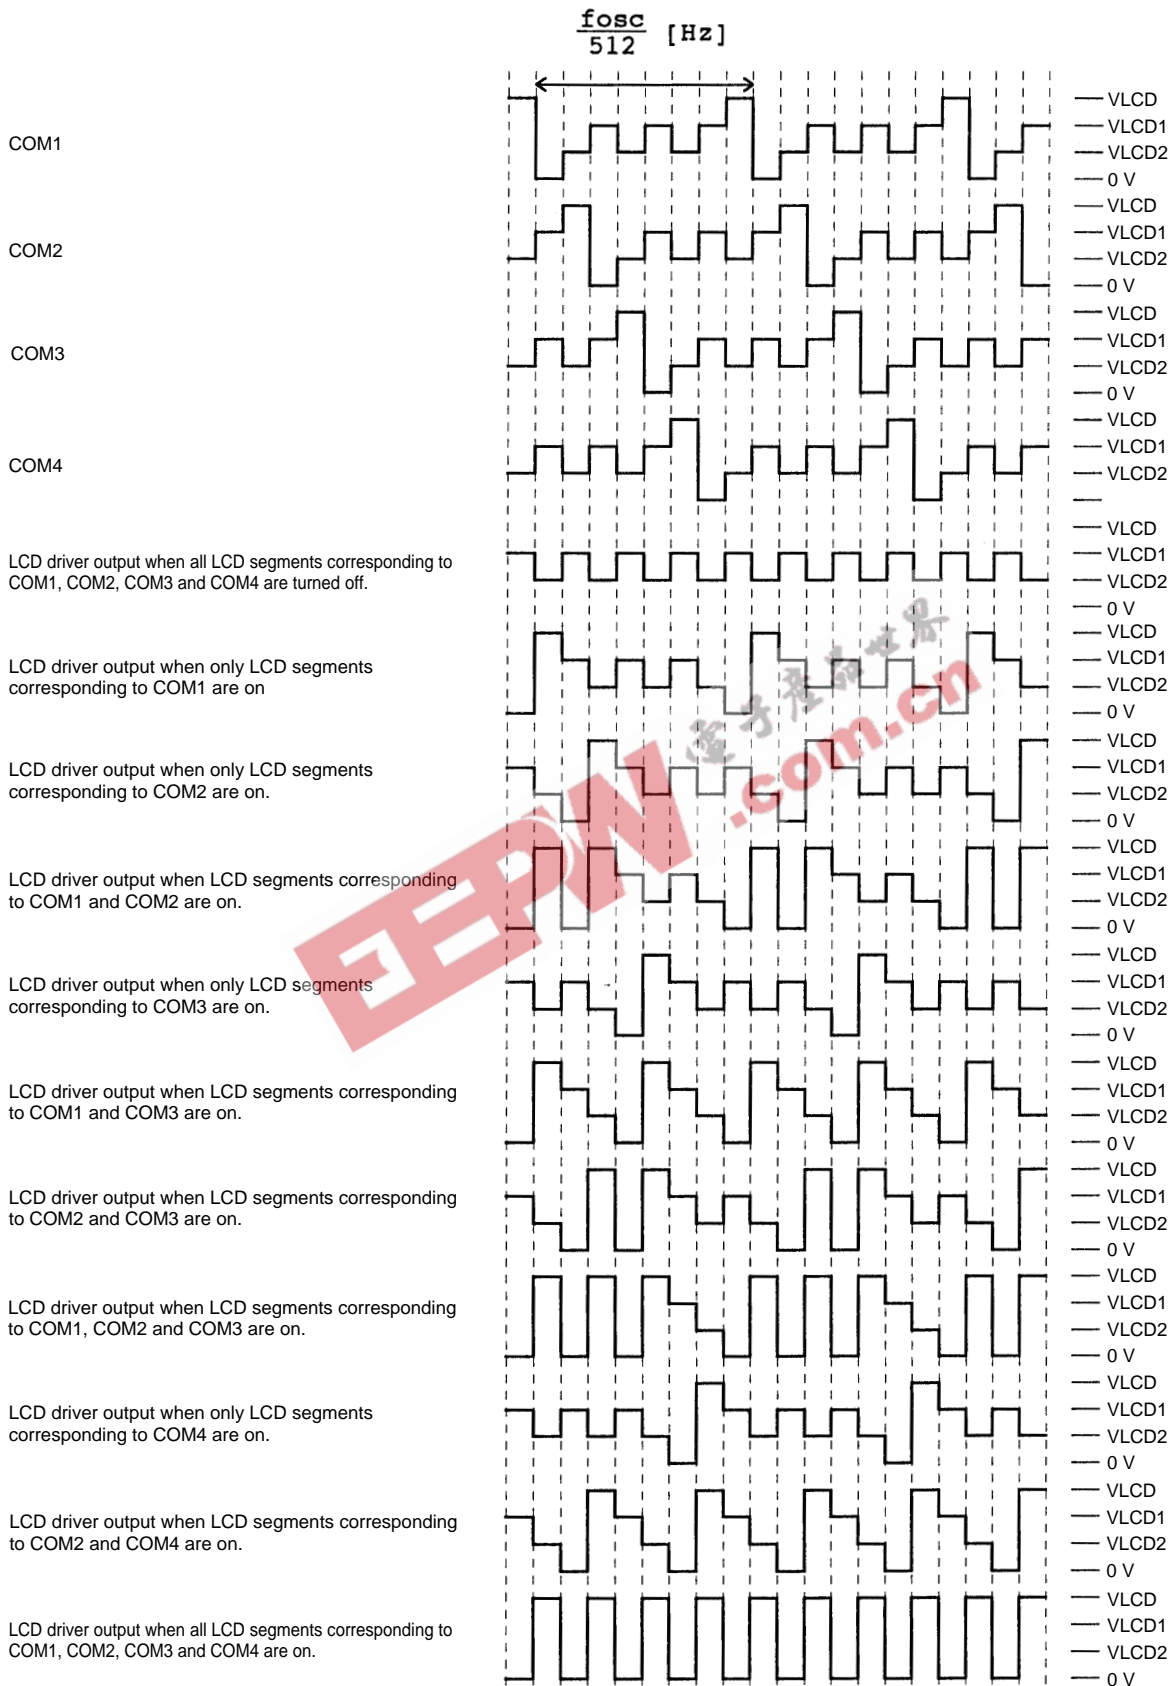 fosc
512 [Hz]
VLCD
VLCD1
COM1
VLCD2
0 V
VLCD
VLCD1
COM2
VLCD2
0 V
VLCD
VLCD1
COM3
VLCD2
0 V
VLCD
VLCD1
COM4
VLCD2
VLCD
LCD driver output when all LCD segments corresponding to
COM1, COM2, COM3 and COM4 are turned off.
VLCD1
VLCD2
0 V
VLCD
LCD driver output when only LCD segments
corresponding to COM1 are on
VLCD1
VLCD2
0 V
VLCD
LCD driver output when only LCD segments
corresponding to COM2 are on.
VLCD1
VLCD2
0 V
VLCD
LCD driver output when LCD segments corresponding
to COM1 and COM2 are on.
VLCD1
VLCD2
0 V
VLCD
LCD driver output when only LCD segments
corresponding to COM3 are on.
VLCD1
VLCD2
0 V
VLCD
LCD driver output when LCD segments corresponding
to COM1 and COM3 are on.
VLCD1
VLCD2
0 V
VLCD
LCD driver output when LCD segments corresponding
to COM2 and COM3 are on.
VLCD1
VLCD2
0 V
VLCD
LCD driver output when LCD segments corresponding
to COM1, COM2 and COM3 are on.
VLCD1
VLCD2
0 V
VLCD
LCD driver output when only LCD segments
corresponding to COM4 are on.
VLCD1
VLCD2
0 V
VLCD
LCD driver output when LCD segments corresponding
to COM2 and COM4 are on.
VLCD1
VLCD2
0 V
VLCD
LCD driver output when all LCD segments corresponding to
COM1, COM2, COM3 and COM4 are on.
VLCD1
VLCD2
0 V
EEPW
.com.cn
電子産品世界